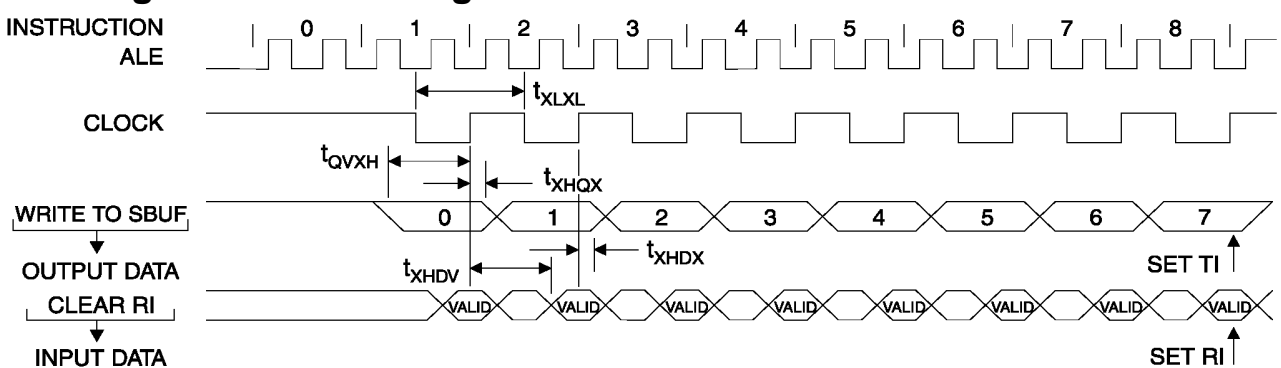 INSTRUCTION 0 1 2 3 4 5 6 7 8
ALE
tXLXL
CLOCK
tQVXH
tXHQX
WRITE TO SBUF 0 1 2 3 4 5 6 7
tXHDX
OUTPUT DATA
SET TI
tXHDV
CLEAR RI VALID VALID VALID VALID VALID VALID VALID VALID
INPUT DATA
SET RI